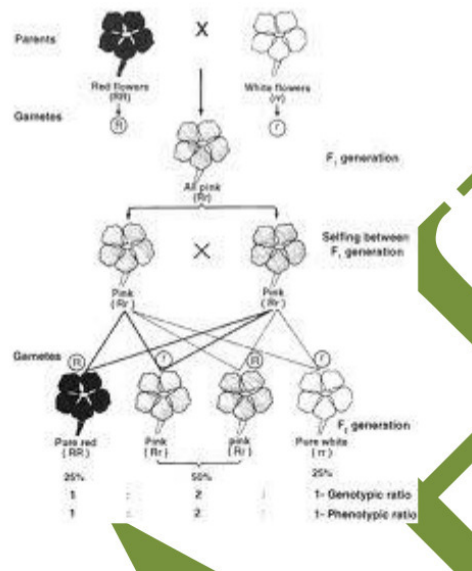 Parents
X
Red flowers
(RR)
White flowers
(rr)
Gametes
R
r
F₁ generation
All pink
(Rr)
X
Selfing between
F₁ generation
Pink
(Rr)
Pink
(Rr)
Gametes
R
r
R
r
F₂ generation
Pure red
(RR)
Pink
(Rr)
pink
(Rr)
Pure white
(rr)
25%
50%
25%
1 : 2 : 1- Genotypic ratio
1 : 2 : 1- Phenotypic ratio